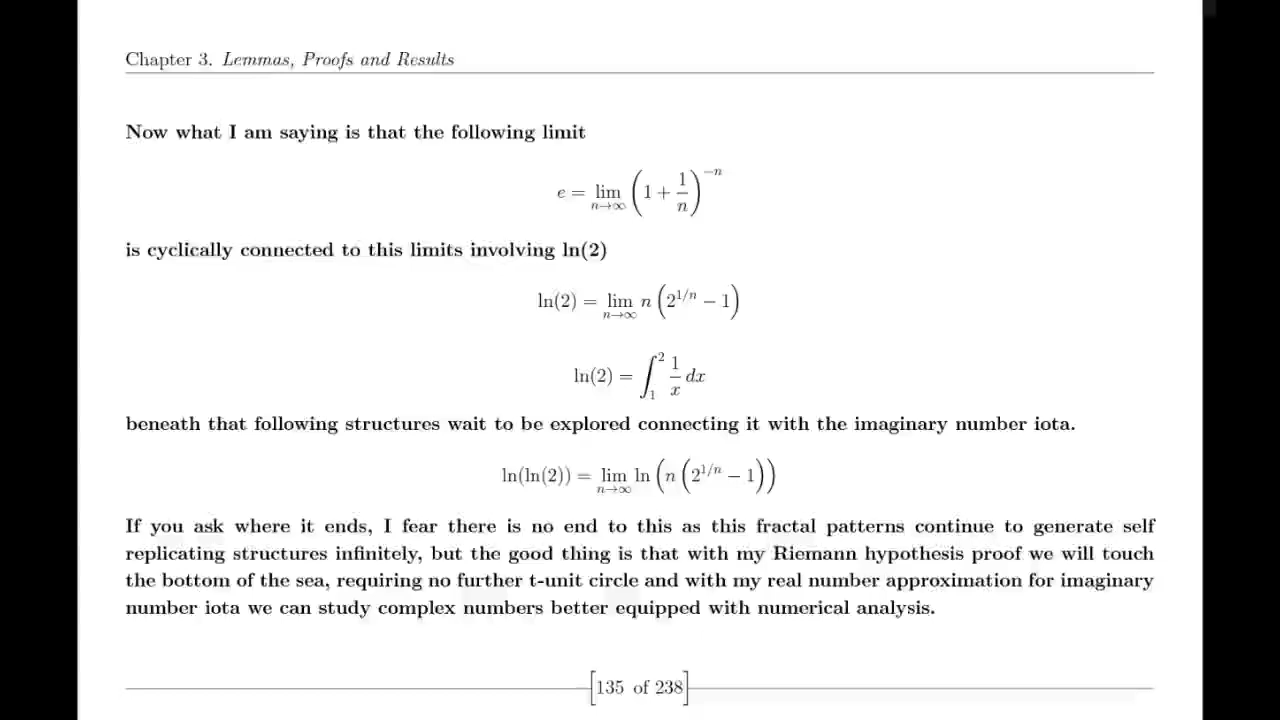 Chapter 3. Lemmas, Proofs and Results
Now what I am saying is that the following limit
e = lim_{n→∞} (1 + 1/n)^{−n}
is cyclically connected to this limits involving ln(2)
ln(2) = lim_{n→∞} n (2^{1/n} − 1)
ln(2) = ∫_1^2 1/x dx
beneath that following structures wait to be explored connecting it with the imaginary number iota.
ln(ln(2)) = lim_{n→∞} ln (n (2^{1/n} − 1))
If you ask where it ends, I fear there is no end to this as this fractal patterns continue to generate self
replicating structures infinitely, but the good thing is that with my Riemann hypothesis proof we will touch
the bottom of the sea, requiring no further t-unit circle and with my real number approximation for imaginary
number iota we can study complex numbers better equipped with numerical analysis.
[135 of 238]